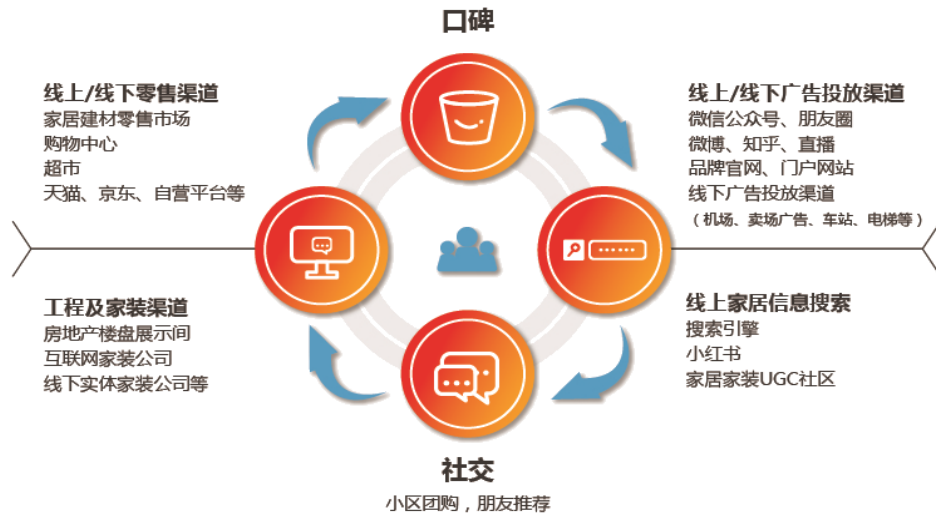 口碑
线上/线下零售渠道
家居建材零售市场
购物中心
超市
天猫、京东、自营平台等
线上/线下广告投放渠道
微信公众号、朋友圈
微博、知乎、直播
品牌官网、门户网站
线下广告投放渠道
（机场、卖场广告、车站、电梯等）
工程及家装渠道
房地产楼盘展示间
互联网家装公司
线下实体家装公司等
线上家居信息搜索
搜索引擎
小红书
家居家装UGC社区
社交
小区团购，朋友推荐